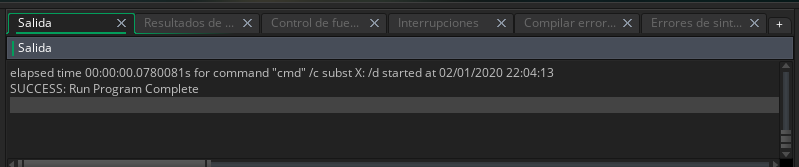 Salida Resultados de ... Control de fue... Interrupciones Compilar error... Errores de sint... +
Salida
elapsed time 00:00:00.0780081s for command "cmd" /c subst X: /d started at 02/01/2020 22:04:13
SUCCESS: Run Program Complete